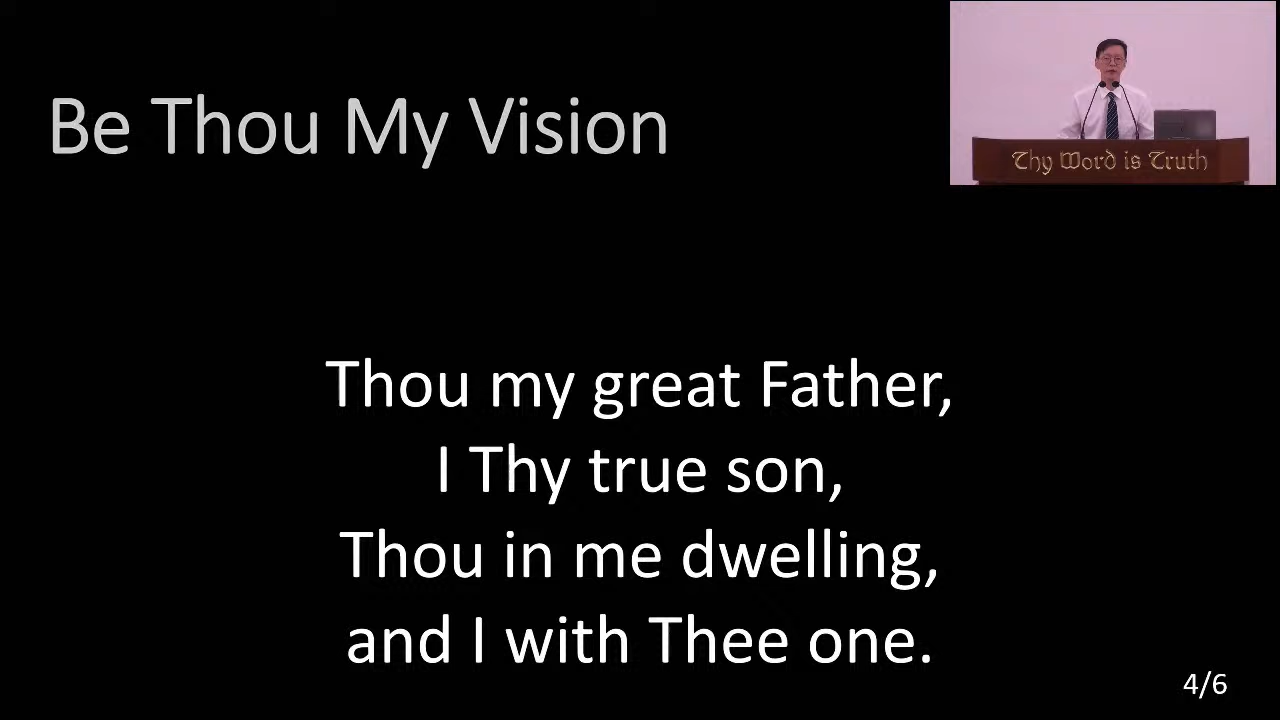 Be Thou My Vision
Thy Word is Truth
Thou my great Father,
I Thy true son,
Thou in me dwelling,
and I with Thee one.
4/6